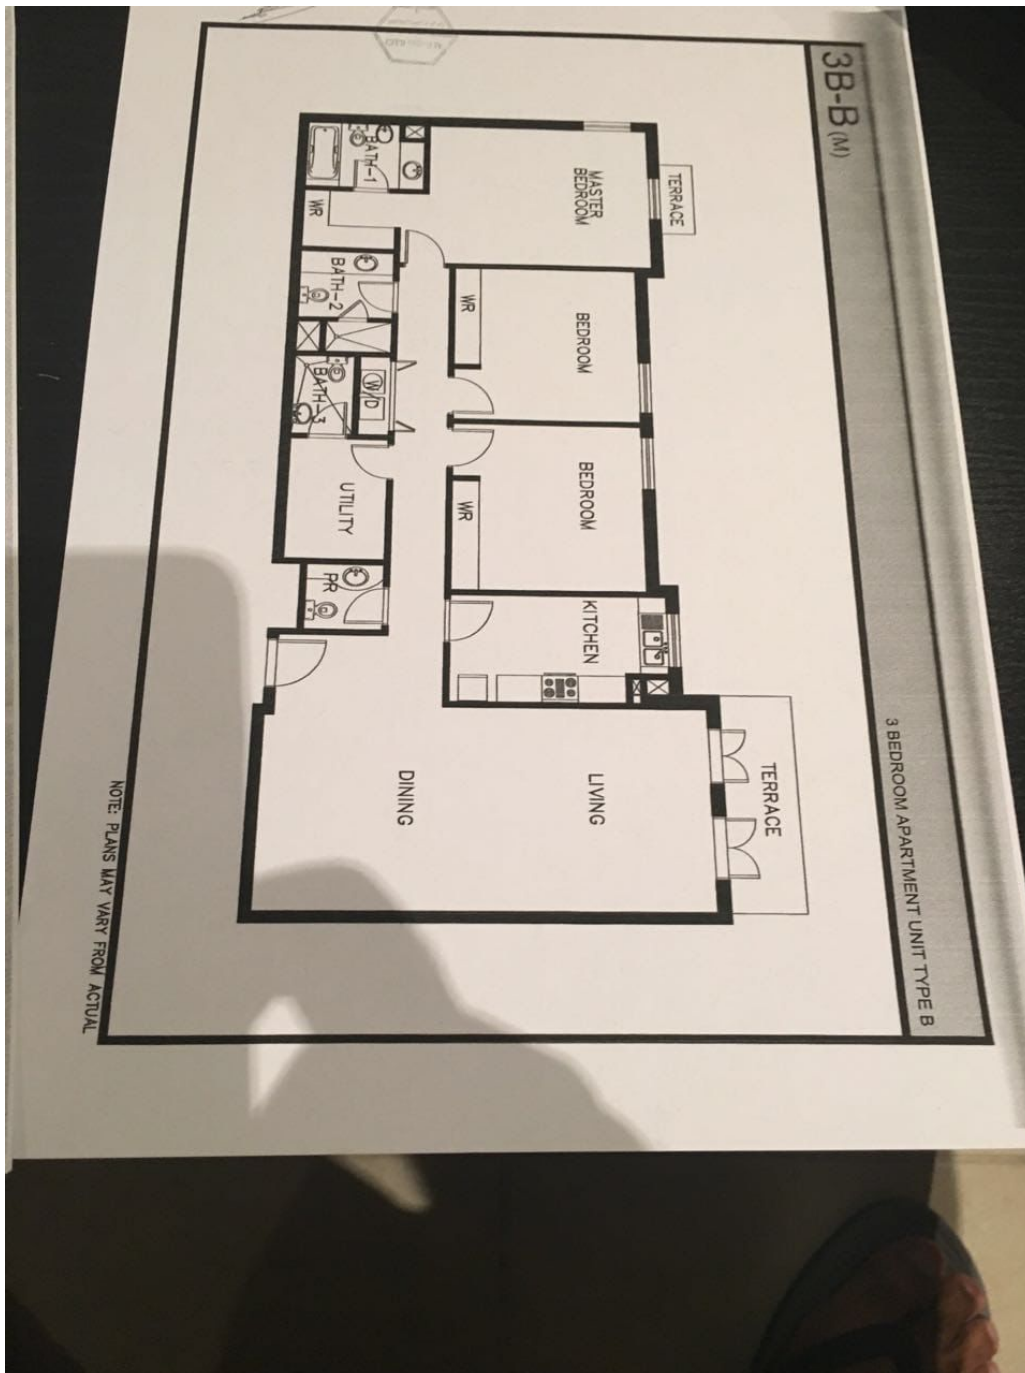 3B-B (M)
3 BEDROOM APARTMENT UNIT TYPE B
TERRACE
MASTER
BEDROOM
BATH-1
WR
BATH-2
WR
BEDROOM
W/D
BATH-3
BEDROOM
WR
UTILITY
PR
KITCHEN
TERRACE
LIVING
DINING
NOTE: PLANS MAY VARY FROM ACTUAL